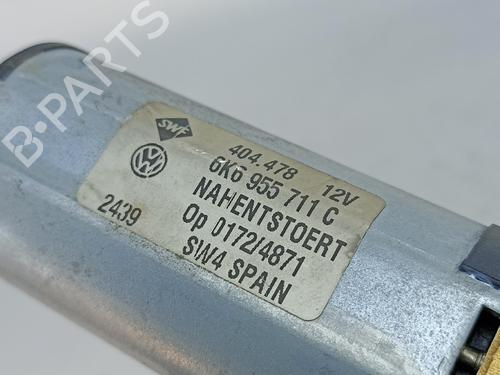 B-PARTS
SWF
404.478 12V
6K6 955 711 C
NAHENTSTOERT
2439 Op 0172/4871
SW4 SPAIN